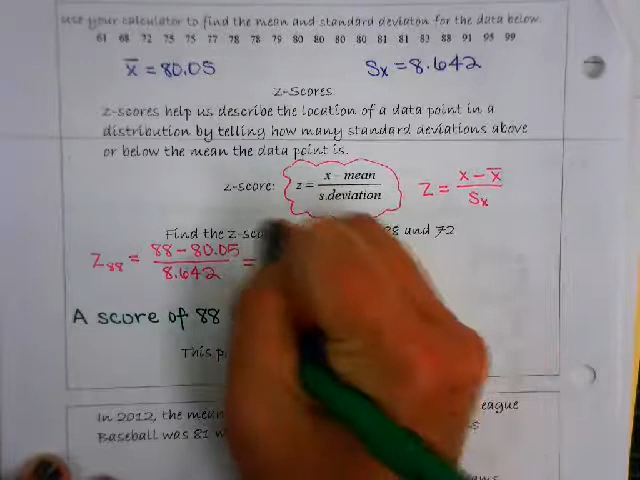 use your calculator to find the mean and standard deviaton for the data below.
61 68 72 75 75 77 78 78 79 80 80 80 80 81 81 83 88 91 95 99
x̅ = 80.05 Sx = 8.642
z-Scores
z-scores help us describe the location of a data point in a
distribution by telling how many standard deviations above
or below the mean the data point is.
z-score: z = (x - mean) / s.deviation z = (x - x̅) / Sx
Find the and 72
Z88 = (88 - 80.05) / 8.642 =
A score of 88
This
In 2012, the mean
Baseball was 81